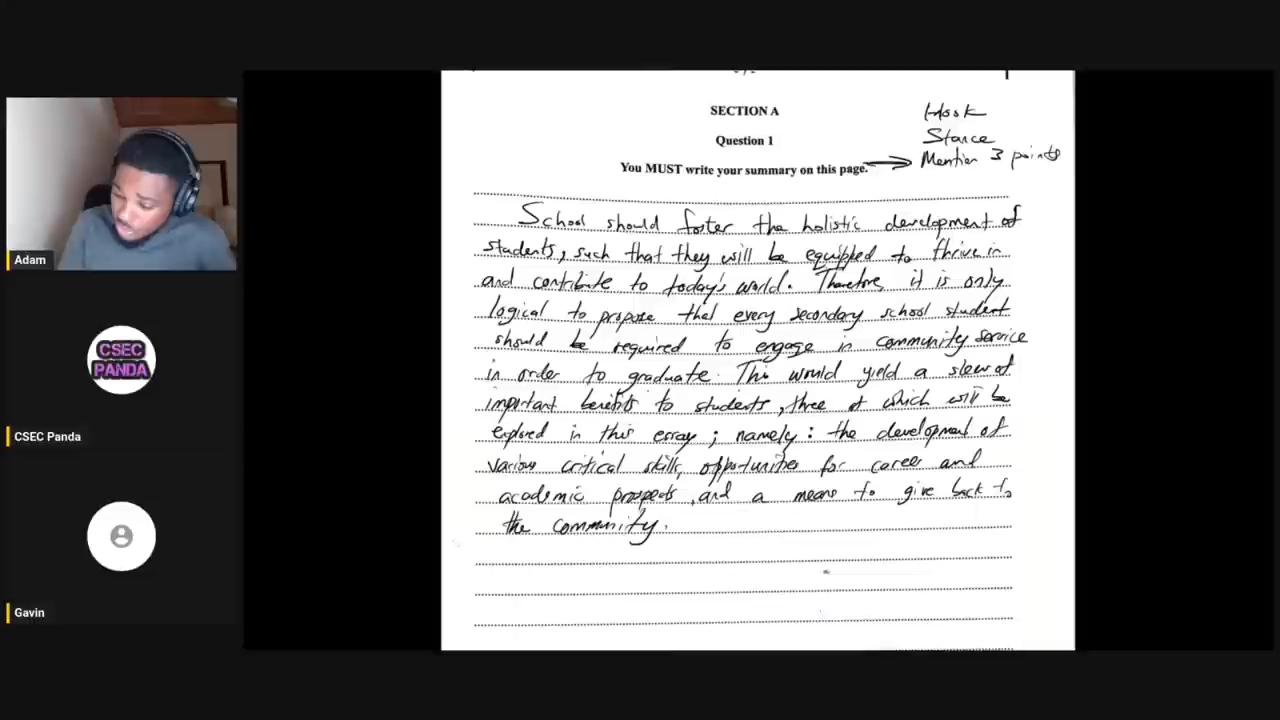 SECTION A
Question 1
You MUST write your summary on this page.
Hook
Stance
Mention 3 points
School should foster the holistic development of
students, such that they will be equipped to thrive in
and contribute to today's world. Therefore, it is only
logical to propose that every secondary school student
should be required to engage in community service
in order to graduate. This would yield a slew of
important benefits to students, three of which will be
explored in this essay; namely: the development of
various critical skills, opportunities for career and
academic prospects, and a means to give back to
the community.
Adam
CSEC
PANDA
CSEC Panda
Gavin